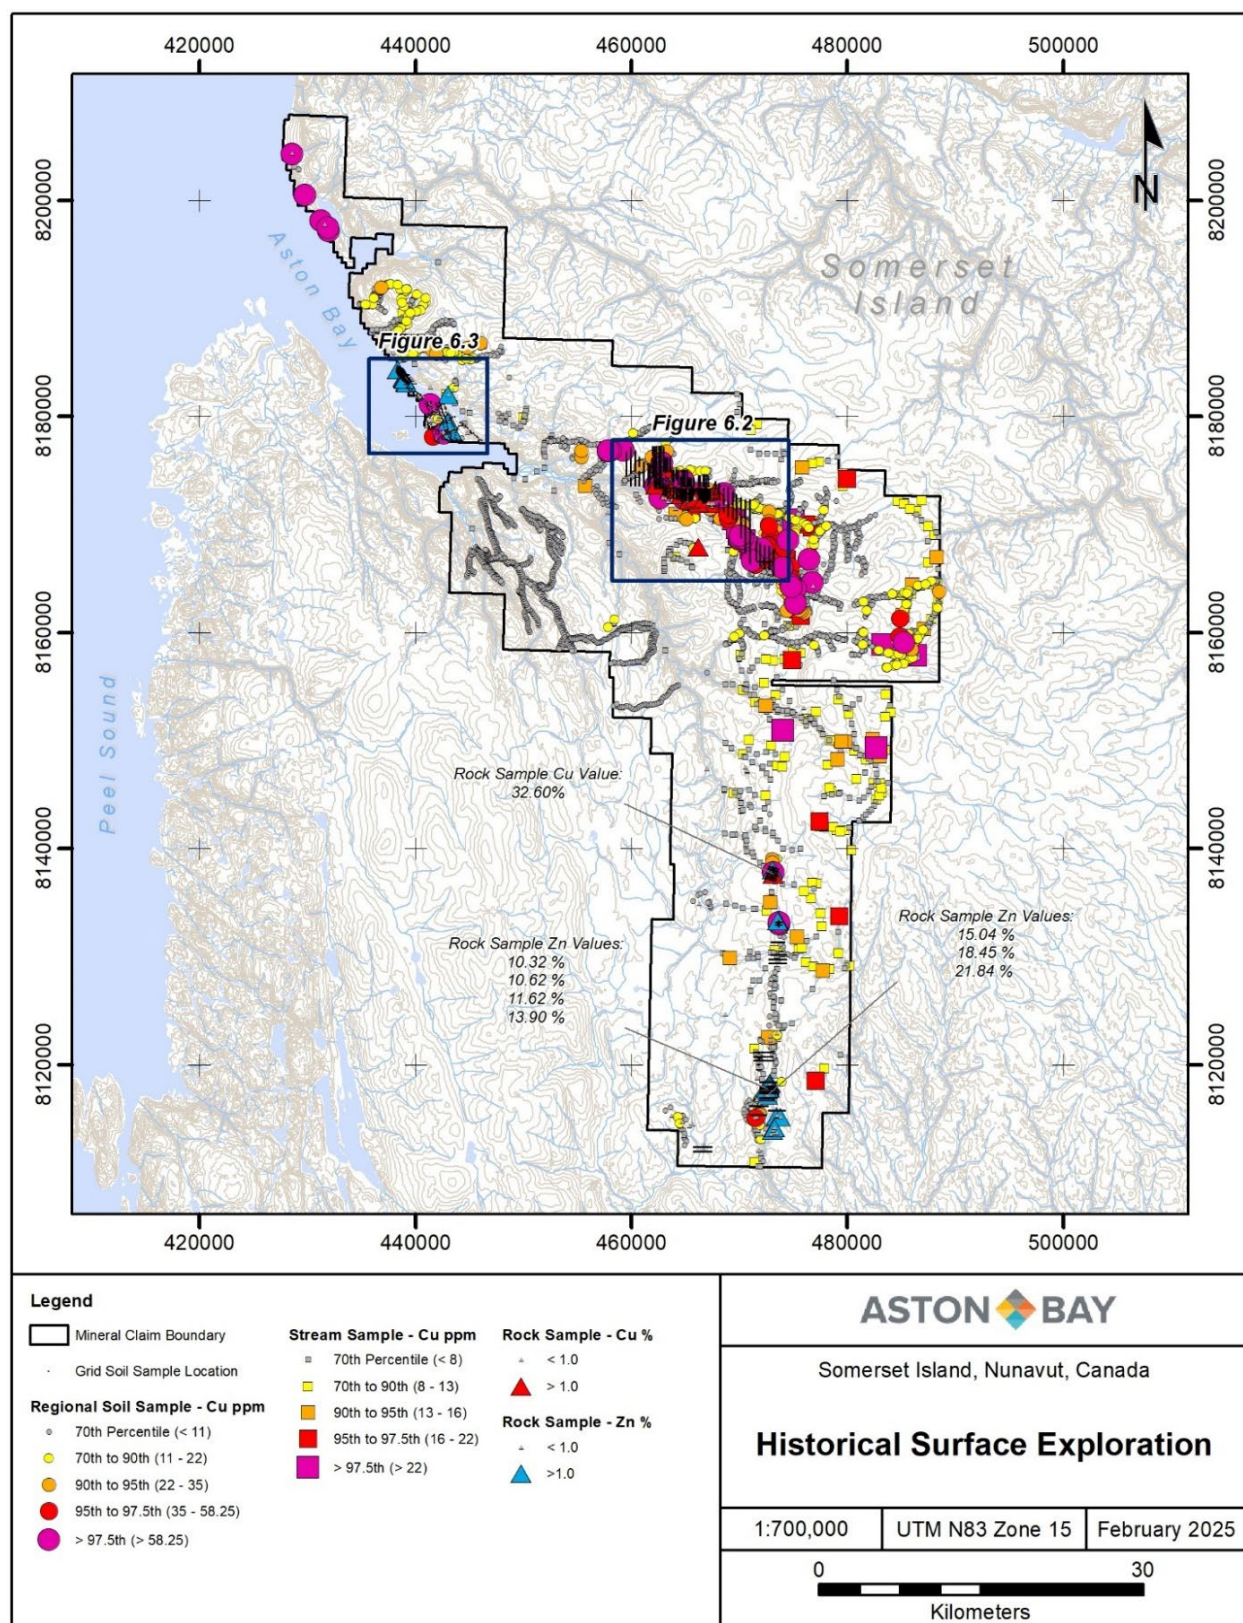 420000 440000 460000 480000 500000
8200000
8180000
8160000
8140000
8120000
8200000
8180000
8160000
8140000
8120000
N
Aston Bay
Somerset
Island
Figure 6.3
Figure 6.2
Peel Sound
Rock Sample Cu Value:
32.60%
Rock Sample Zn Values:
10.32 %
10.62 %
11.62 %
13.90 %
Rock Sample Zn Values:
15.04 %
18.45 %
21.84 %
420000 440000 460000 480000 500000
Legend
Mineral Claim Boundary
Grid Soil Sample Location
Regional Soil Sample - Cu ppm
70th Percentile (< 11)
70th to 90th (11 - 22)
90th to 95th (22 - 35)
95th to 97.5th (35 - 58.25)
> 97.5th (> 58.25)
Stream Sample - Cu ppm
70th Percentile (< 8)
70th to 90th (8 - 13)
90th to 95th (13 - 16)
95th to 97.5th (16 - 22)
> 97.5th (> 22)
Rock Sample - Cu %
< 1.0
> 1.0
Rock Sample - Zn %
< 1.0
>1.0
ASTON BAY
Somerset Island, Nunavut, Canada
Historical Surface Exploration
1:700,000 UTM N83 Zone 15 February 2025
0 30
Kilometers